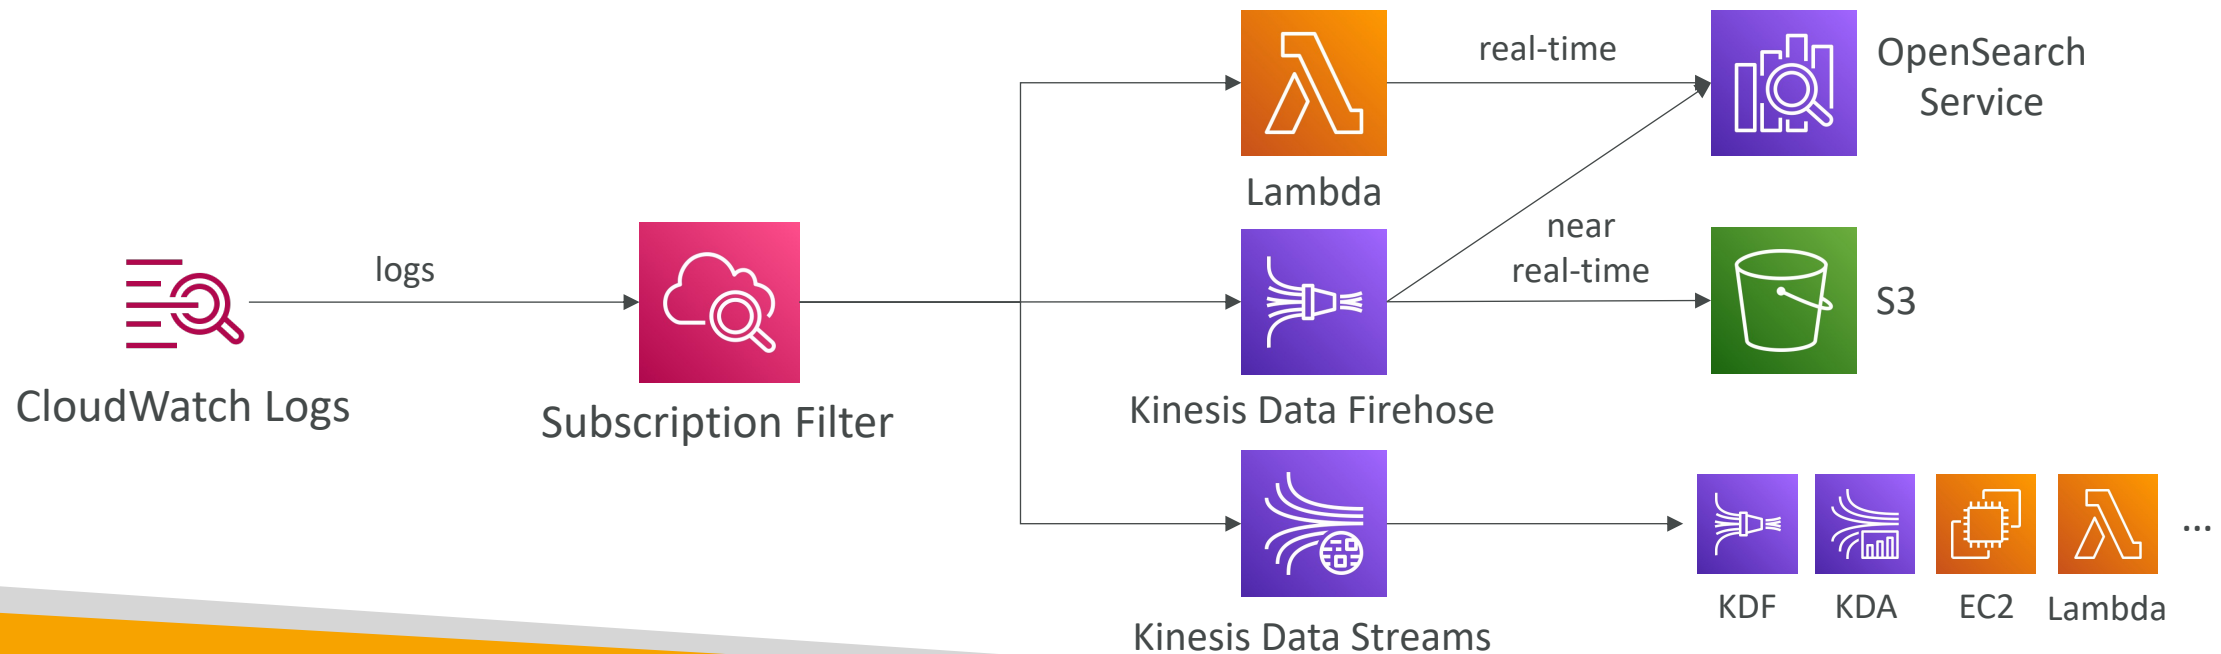 CloudWatch Logs
logs
Subscription Filter
Lambda
real-time
OpenSearch
Service
Kinesis Data Firehose
near
real-time
S3
Kinesis Data Streams
KDF
KDA
EC2
Lambda
...